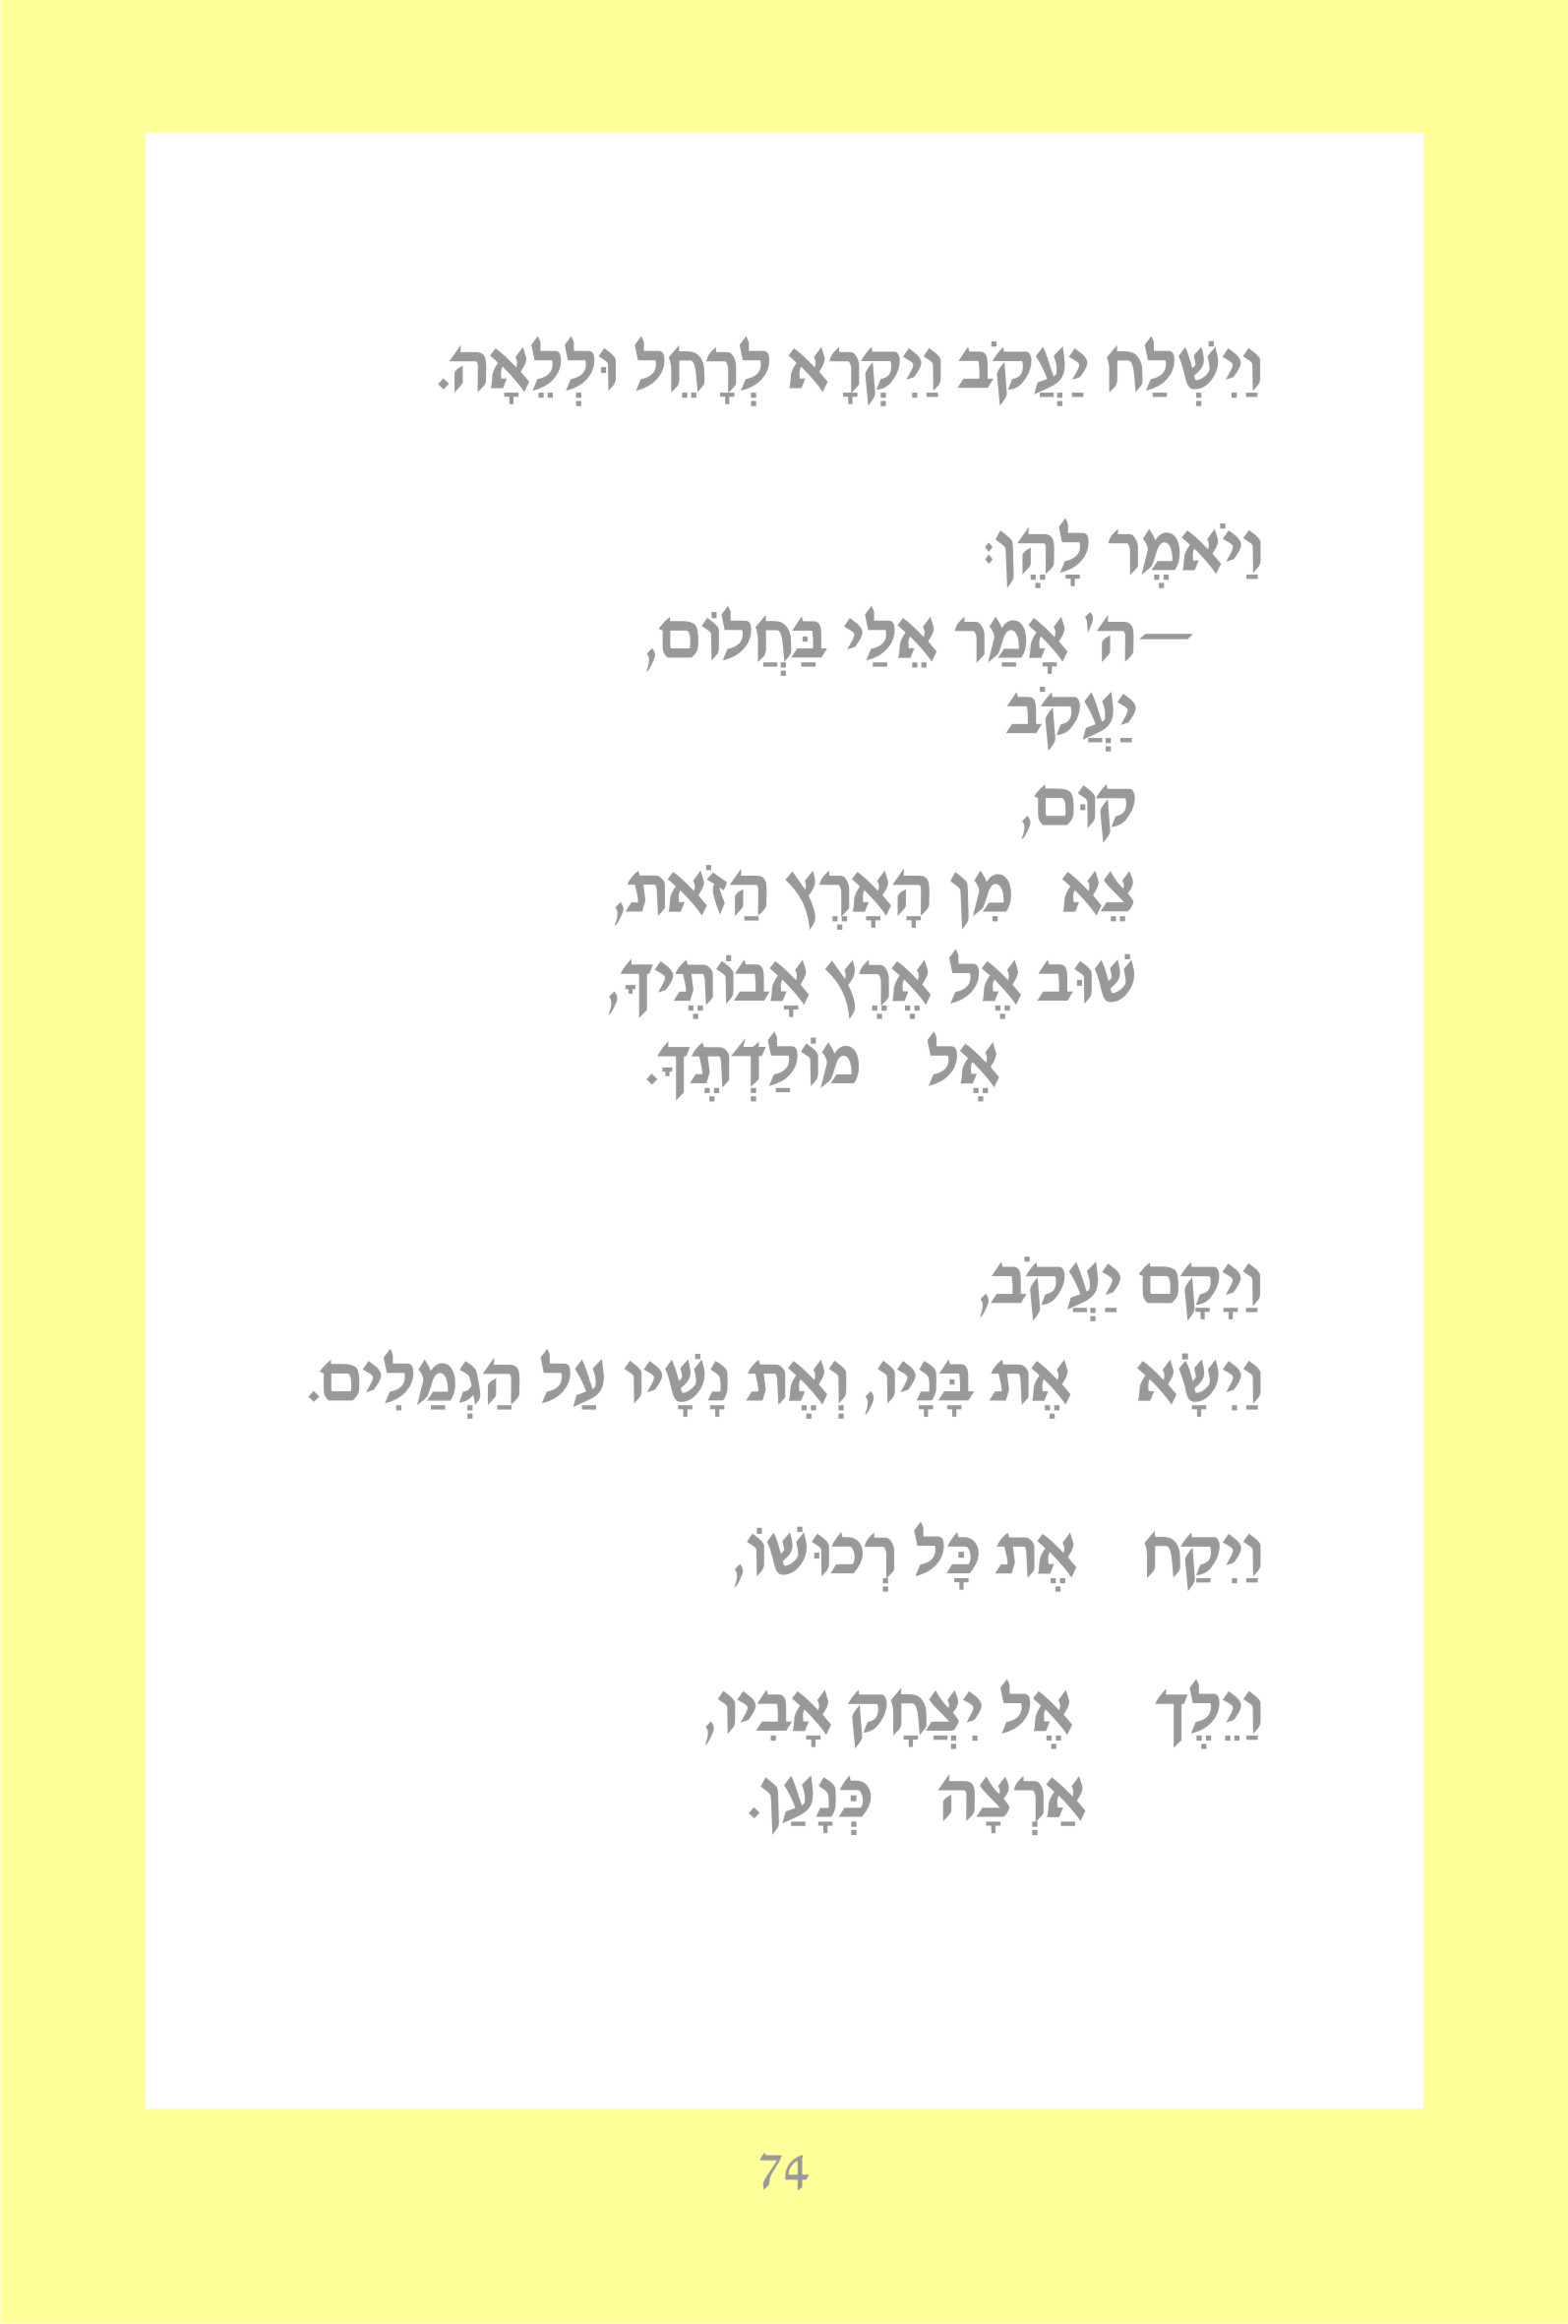 וַיִּשְׁלַח יַעֲקֹב וַיִּקְרָא לְרָחֵל וּלְלֵאָה.
וַיֹּאמֶר לָהֶן:
—ה' אָמַר אֵלַי בַּחֲלוֹם,
יַעֲקֹב
קוּם,
צֵא מִן הָאָרֶץ הַזֹּאת,
שׁוּב אֶל אֶרֶץ אֲבוֹתֶיךָ,
אֶל מוֹלַדְתֶּךָ.
וַיָּקָם יַעֲקֹב,
וַיִּשָּׂא אֶת בָּנָיו, וְאֶת נָשָׁיו עַל הַגְּמַלִּים.
וַיִּקַּח אֶת כָּל רְכוּשׁוֹ,
וַיֵּלֶךְ אֶל יִצְחָק אָבִיו,
אַרְצָה כְּנָעַן.
74